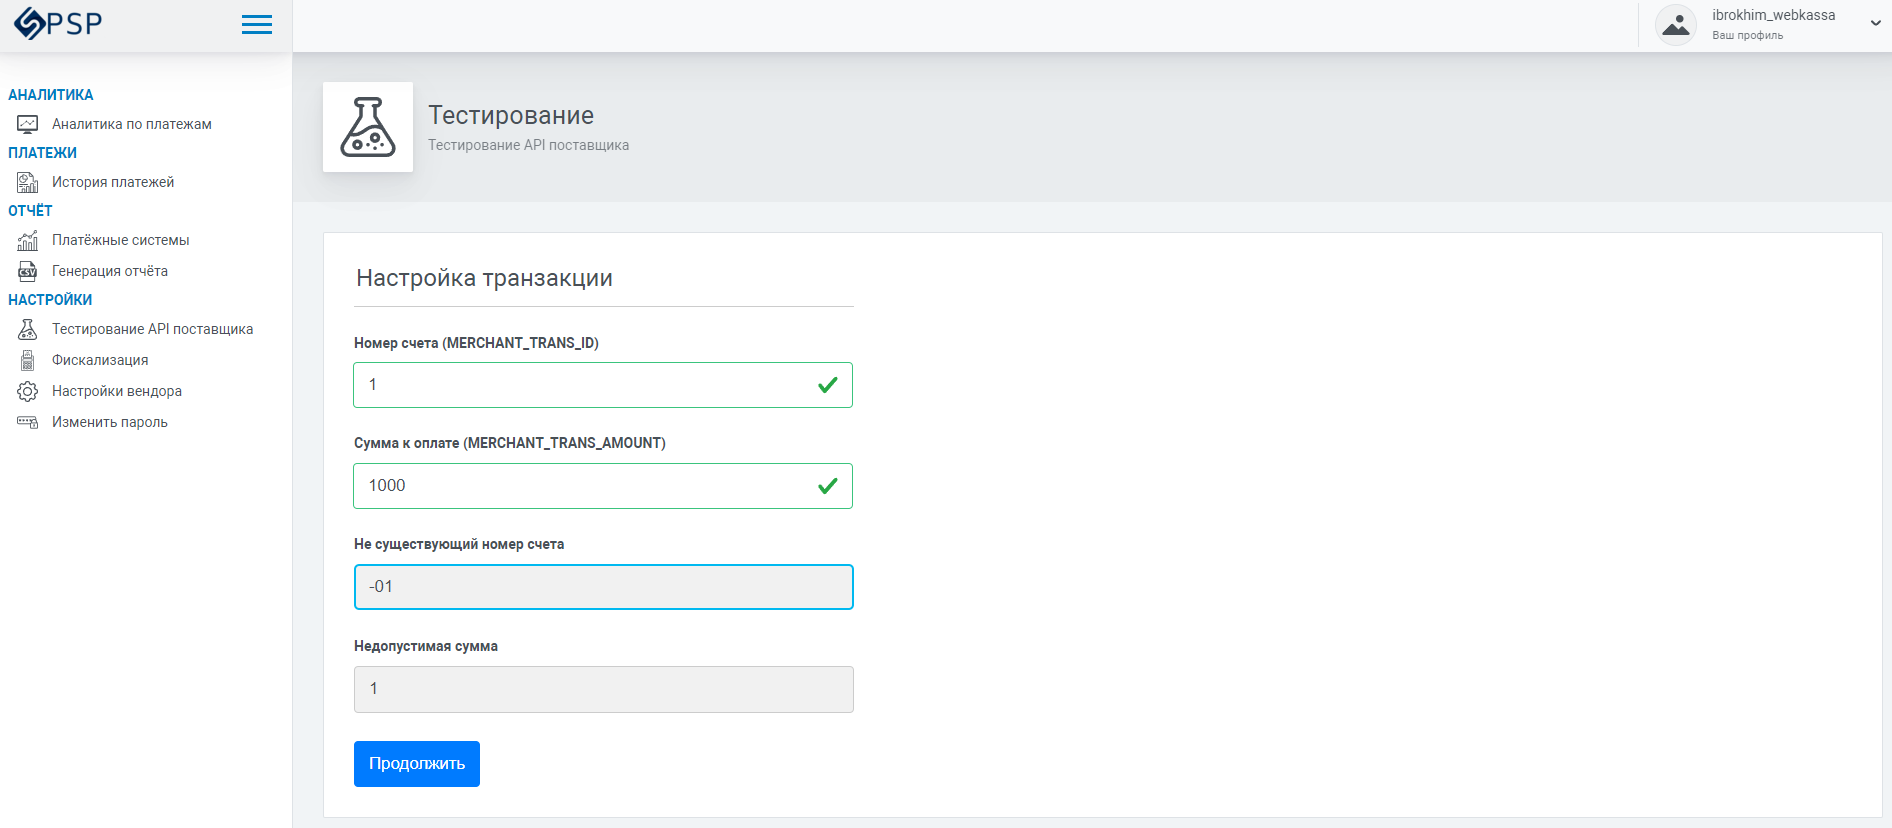 PSP
ibrokhim_webkassa
Ваш профиль
АНАЛИТИКА
Аналитика по платежам
ПЛАТЕЖИ
История платежей
ОТЧЁТ
Платёжные системы
CSV
Генерация отчёта
НАСТРОЙКИ
Тестирование API поставщика
Фискализация
Настройки вендора
Изменить пароль
Тестирование
Тестирование API поставщика
Настройка транзакции
Номер счета (MERCHANT_TRANS_ID)
1
Сумма к оплате (MERCHANT_TRANS_AMOUNT)
1000
Не существующий номер счета
-01
Недопустимая сумма
1
Продолжить